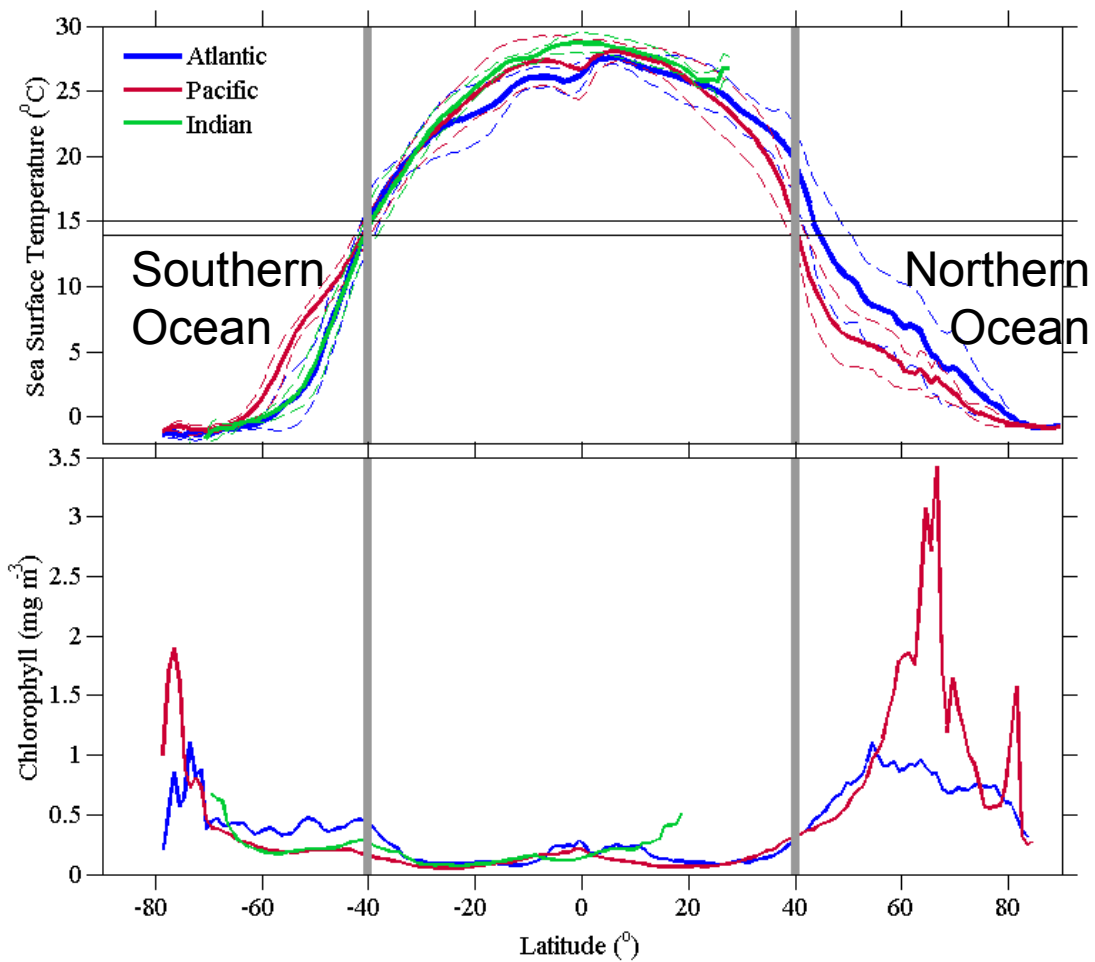 30
25
20
15
10
5
0
Sea Surface Temperature (⁰C)
Atlantic
Pacific
Indian
Southern
Ocean
Northern
Ocean
3.5
3
2.5
2
1.5
1
0.5
0
Chlorophyll (mg m⁻³)
-80 -60 -40 -20 0 20 40 60 80
Latitude (⁰)